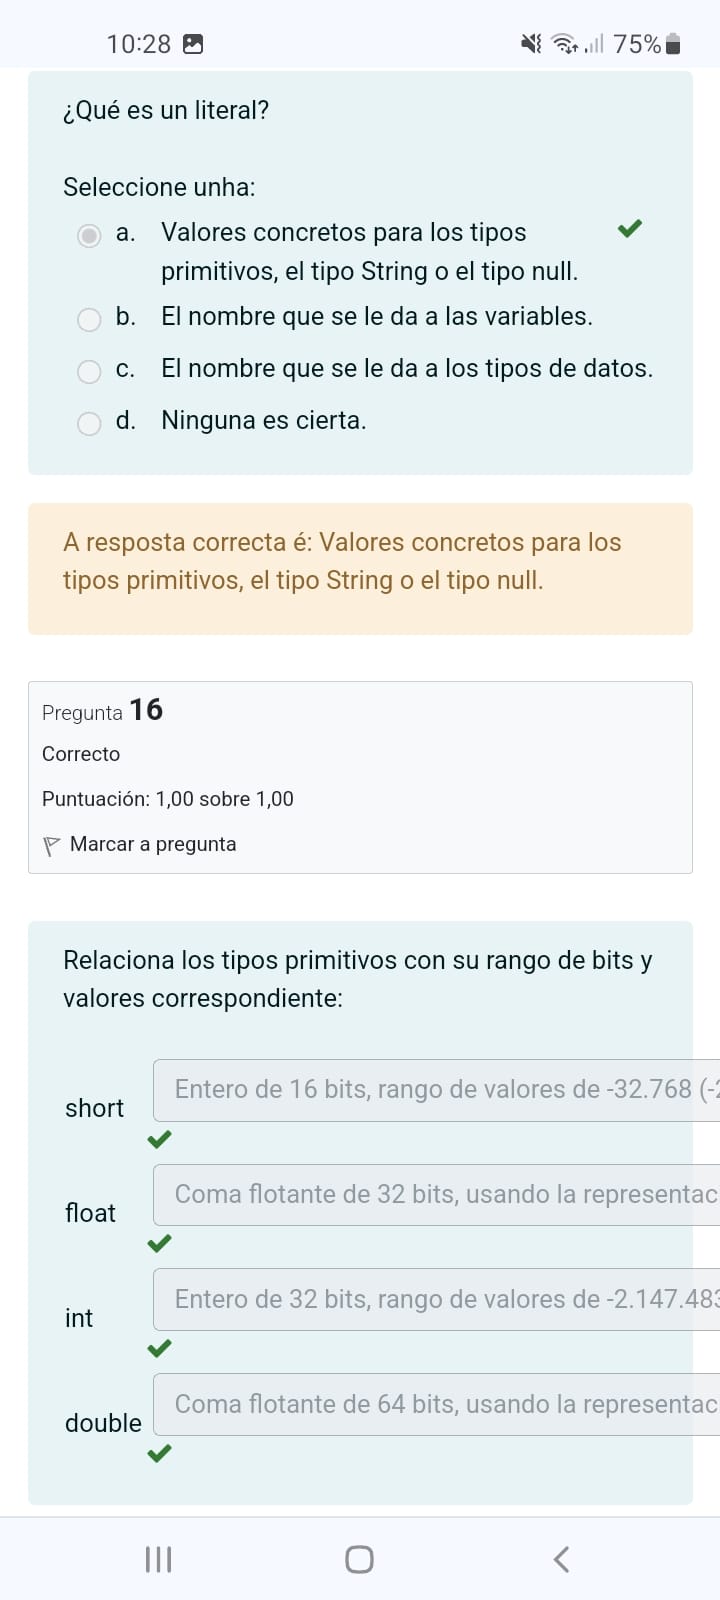 10:28
75%
¿Qué es un literal?
Seleccione unha:
a. Valores concretos para los tipos
primitivos, el tipo String o el tipo null.
b. El nombre que se le da a las variables.
c. El nombre que se le da a los tipos de datos.
d. Ninguna es cierta.
A resposta correcta é: Valores concretos para los
tipos primitivos, el tipo String o el tipo null.
Pregunta 16
Correcto
Puntuación: 1,00 sobre 1,00
Marcar a pregunta
Relaciona los tipos primitivos con su rango de bits y
valores correspondiente:
short
Entero de 16 bits, rango de valores de -32.768 (-2
float
Coma flotante de 32 bits, usando la representac
int
Entero de 32 bits, rango de valores de -2.147.483
double
Coma flotante de 64 bits, usando la representac